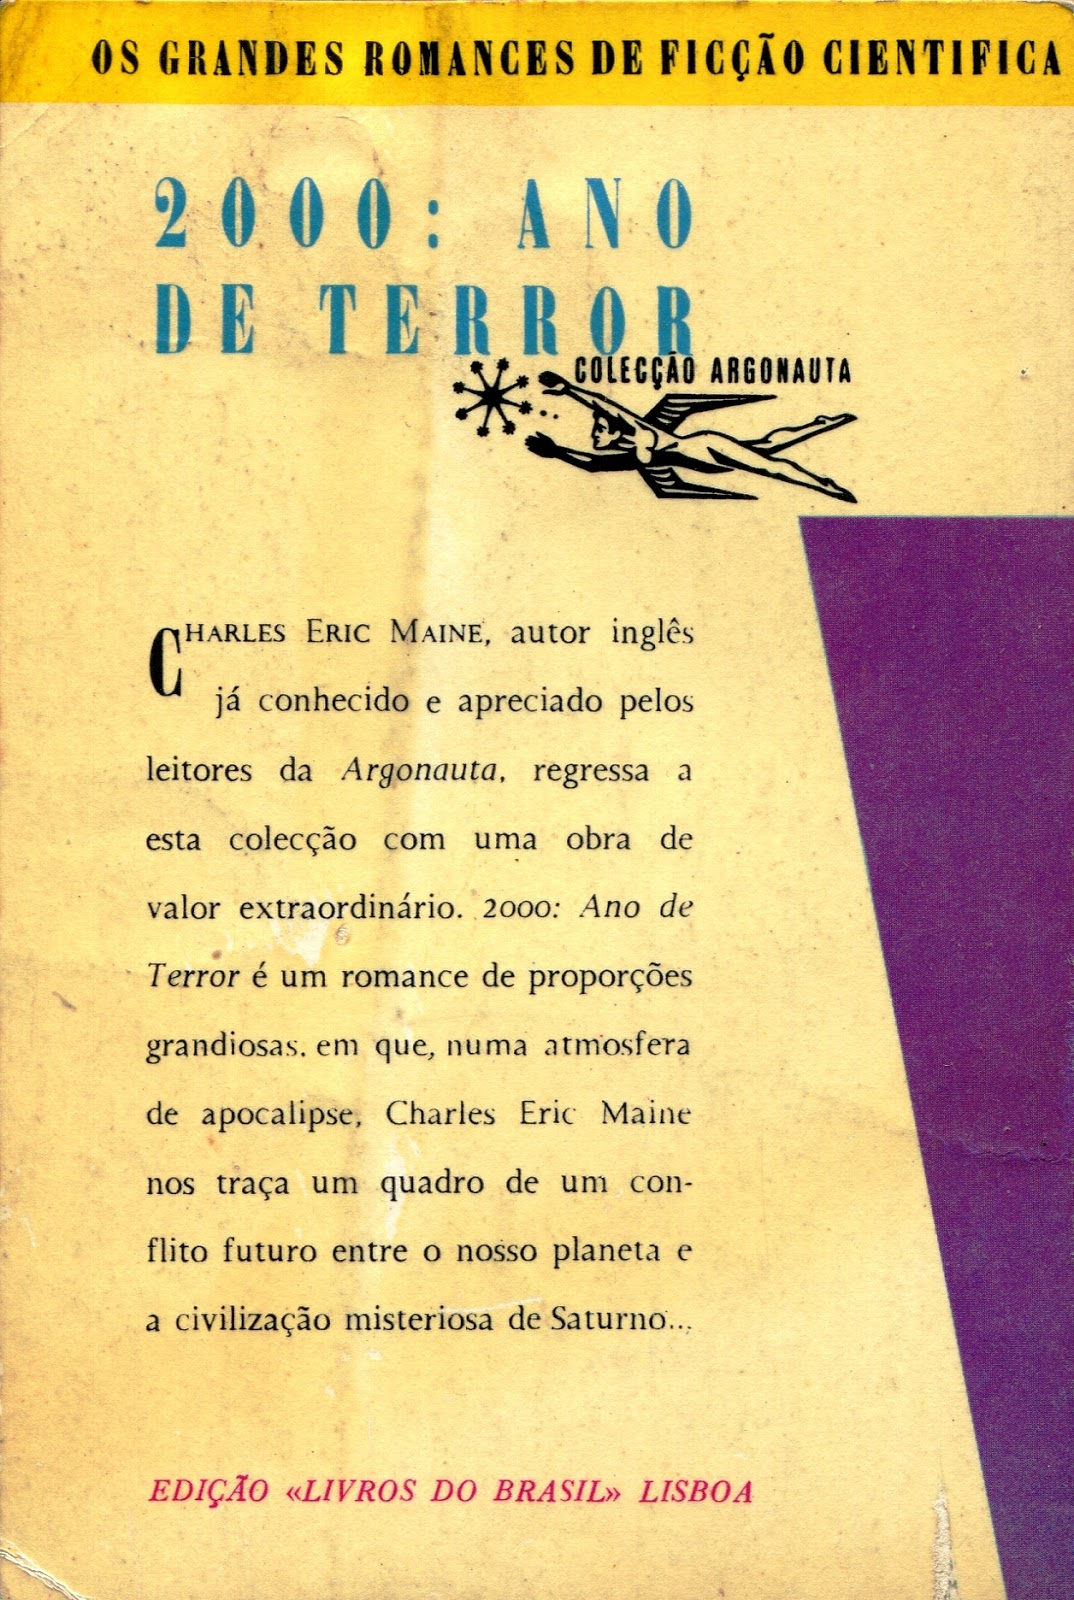 OS GRANDES ROMANCES DE FICÇÃO CIENTIFICA
2000: ANO
DE TERROR
COLECÇÃO ARGONAUTA
CHARLES ERIC MAINE, autor inglês
já conhecido e apreciado pelos
leitores da Argonauta, regressa a
esta colecção com uma obra de
valor extraordinário. 2000: Ano de
Terror é um romance de proporções
grandiosas, em que, numa atmosfera
de apocalipse, Charles Eric Maine
nos traça um quadro de um con-
flito futuro entre o nosso planeta e
a civilização misteriosa de Saturno...
EDIÇÃO «LIVROS DO BRASIL» LISBOA